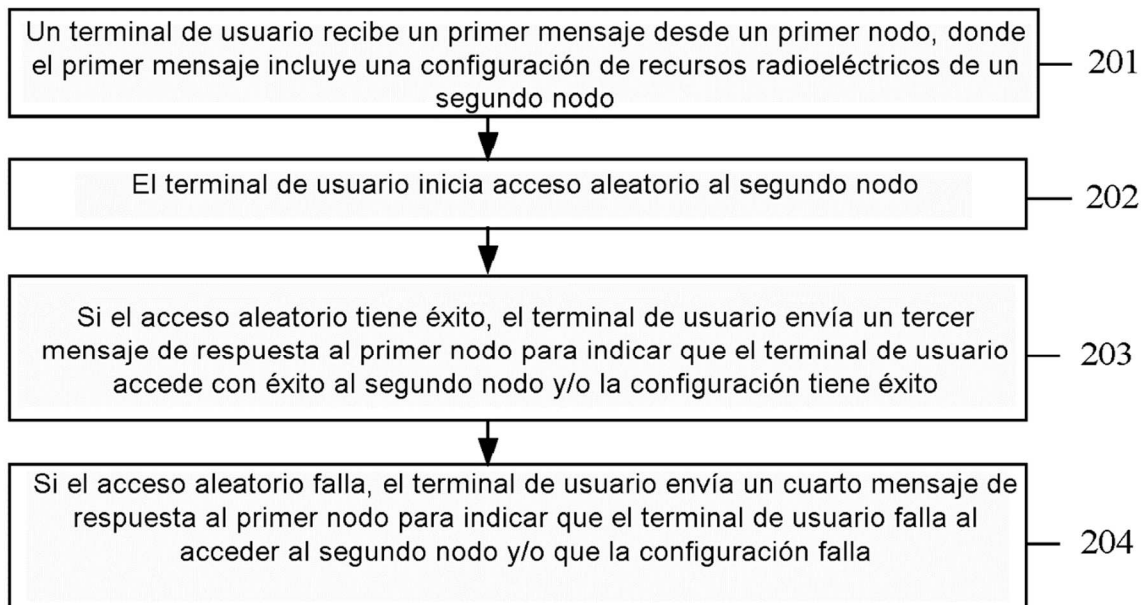 Un terminal de usuario recibe un primer mensaje desde un primer nodo, donde
el primer mensaje incluye una configuración de recursos radioeléctricos de un
segundo nodo
201
El terminal de usuario inicia acceso aleatorio al segundo nodo
202
Si el acceso aleatorio tiene éxito, el terminal de usuario envía un tercer
mensaje de respuesta al primer nodo para indicar que el terminal de usuario
accede con éxito al segundo nodo y/o la configuración tiene éxito
203
Si el acceso aleatorio falla, el terminal de usuario envía un cuarto mensaje de
respuesta al primer nodo para indicar que el terminal de usuario falla al
acceder al segundo nodo y/o que la configuración falla
204